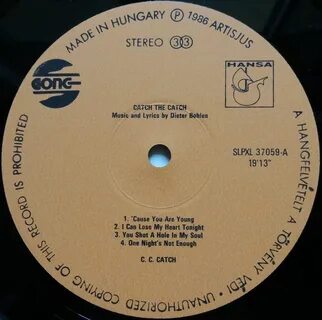 MADE IN HUNGARY Ⓟ 1986 ARTISJUS
STEREO 33
GONG
HANSA
CATCH THE CATCH
Music and Lyrics by Dieter Bohlen
SLPXL 37059-A
19'13"
1. 'Cause You Are Young
2. I Can Lose My Heart Tonight
3. You Shot A Hole In My Soul
4. One Night's Not Enough
C. C. CATCH
A HANGFELVÉTELT A TÖRVÉNY VÉDI • UNAUTHORIZED COPYING OF THIS RECORD IS PROHIBITED